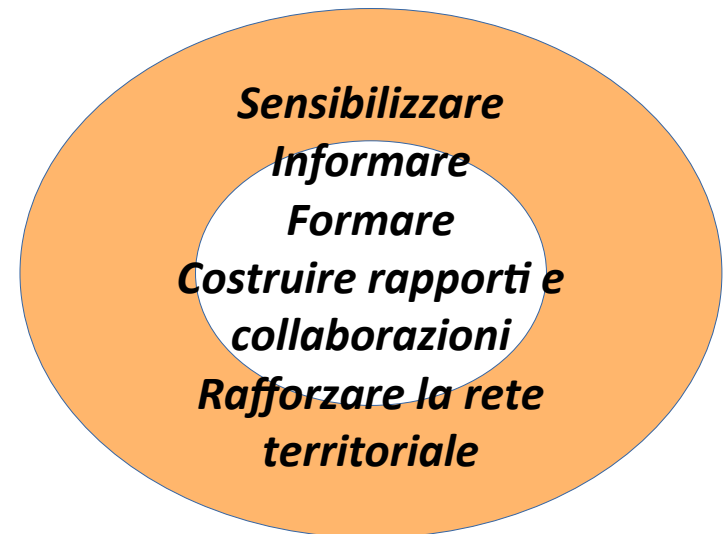 Sensibilizzare
Informare
Formare
Costruire rapporti e
collaborazioni
Rafforzare la rete
territoriale